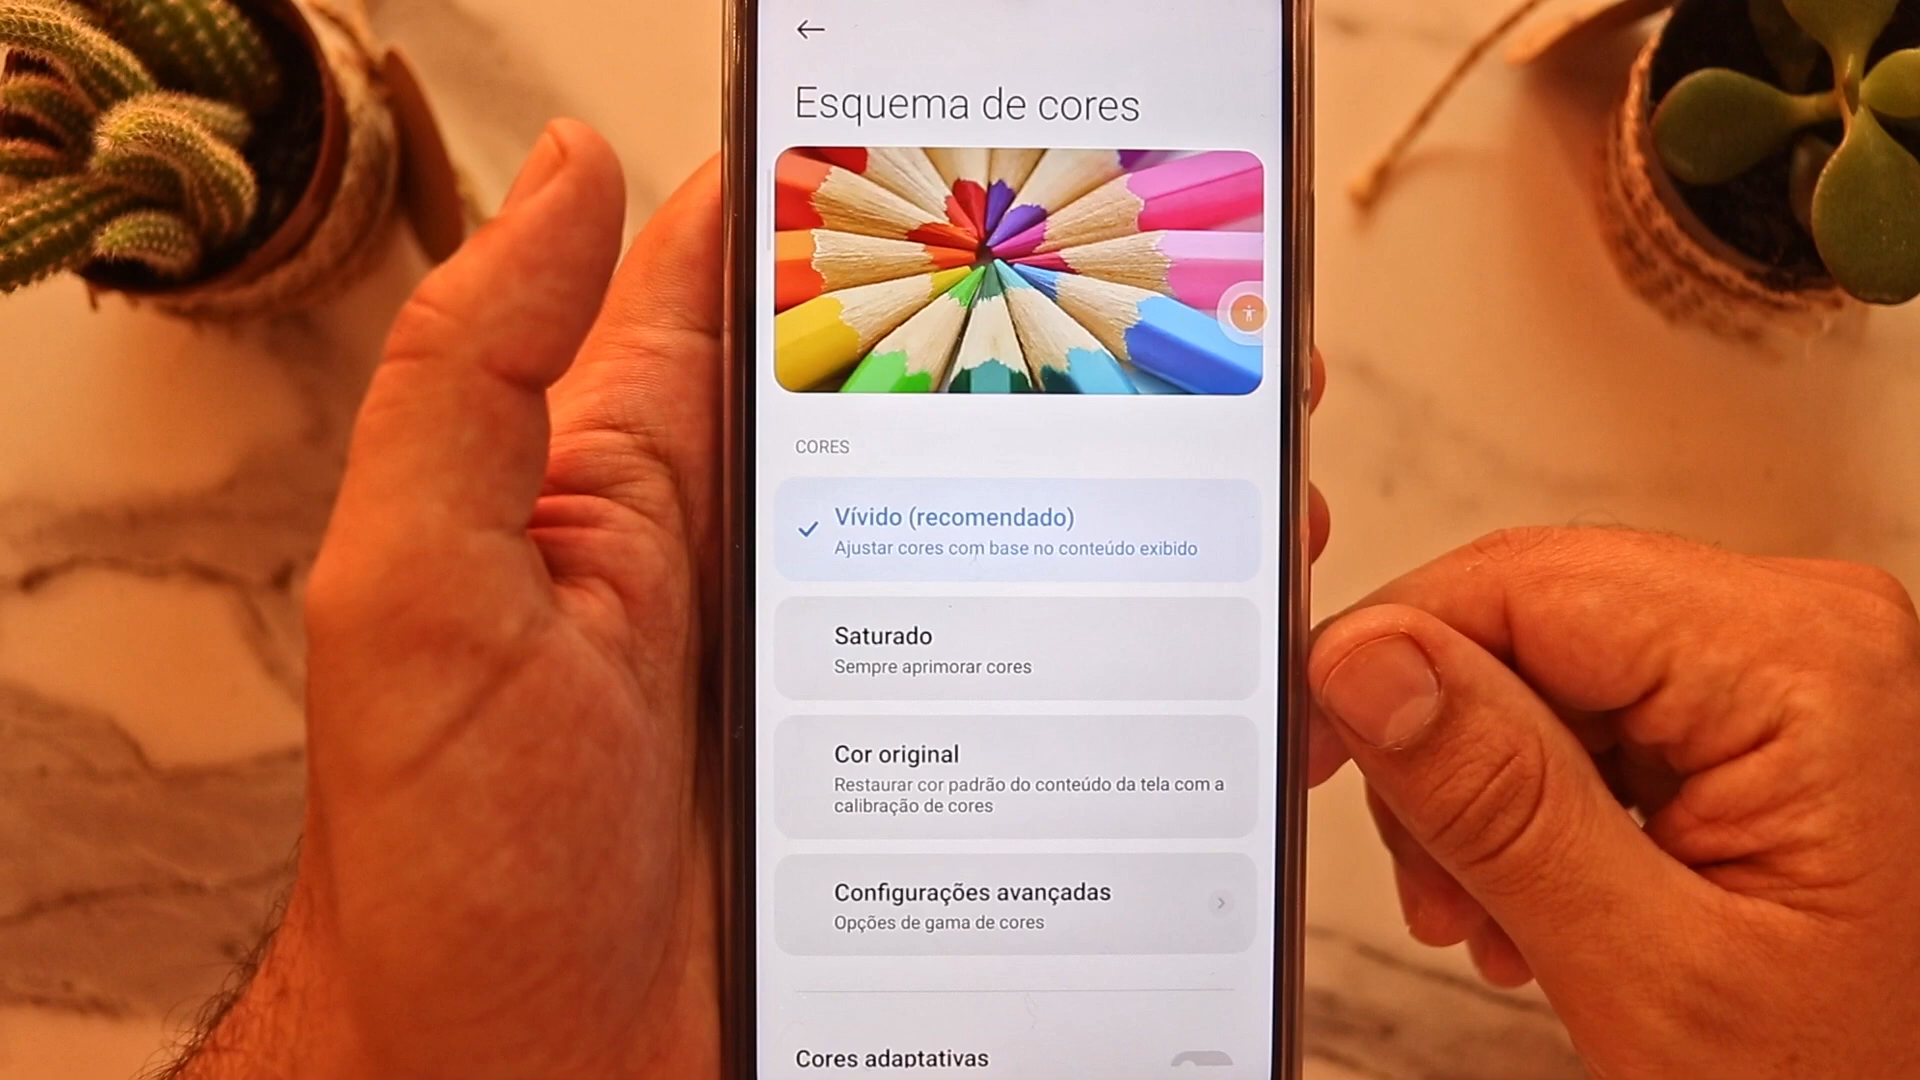 Esquema de cores
CORES
Vívido (recomendado)
Ajustar cores com base no conteúdo exibido
Saturado
Sempre aprimorar cores
Cor original
Restaurar cor padrão do conteúdo da tela com a
calibração de cores
Configurações avançadas
Opções de gama de cores
Cores adaptativas